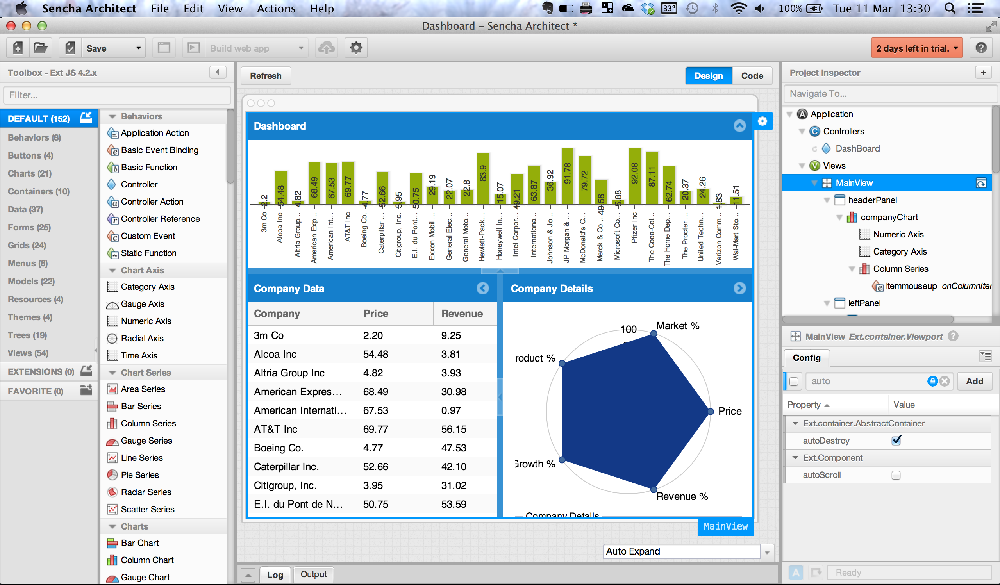 Sencha Architect File Edit View Actions Help 33° 100% Tue 11 Mar 13:30
Dashboard – Sencha Architect *
Save Build web app 2 days left in trial.
Toolbox - Ext JS 4.2.x
Filter...
DEFAULT (152)
Behaviors (8)
Buttons (4)
Charts (21)
Containers (10)
Data (37)
Forms (25)
Grids (24)
Menus (6)
Models (22)
Resources (4)
Themes (4)
Trees (19)
Views (54)
EXTENSIONS (0)
FAVORITE (0)
Behaviors
Application Action
Basic Event Binding
Basic Function
Controller
Controller Action
Controller Reference
Custom Event
Static Function
Chart Axis
Category Axis
Gauge Axis
Numeric Axis
Radial Axis
Time Axis
Chart Series
Area Series
Bar Series
Column Series
Gauge Series
Line Series
Pie Series
Radar Series
Scatter Series
Charts
Bar Chart
Column Chart
Gauge Chart
Refresh Design Code
Dashboard
2.2
54.48
4.82
68.49
67.53
69.77
4.77
52.66
3.95
50.75
29.19
22.07
22.8
83.9
15.07
49.21
63.87
36.92
91.78
79.72
40.58
5.88
92.08
87.11
62.74
20.37
24.26
1.83
11.51
3m Co
Alcoa Inc
Altria Group...
American Exp...
American Int...
AT&T Inc
Boeing Co.
Caterpillar ...
Citigroup, Inc.
E.I. du Pont...
Exxon Mobil ...
General Elec...
General Moto...
Hewlett-Pack...
Honeywell In...
Intel Corpor...
Internationa...
Johnson & Jo...
JP Morgan & ...
McDonald's C...
Merck & Co.,...
Microsoft Co...
Pfizer Inc
The Coca-Col...
The Home Dep...
The Procter ...
United Techn...
Verizon Comm...
Wal-Mart Sto...
Company Data
Company Price Revenue
3m Co 2.20 9.25
Alcoa Inc 54.48 3.81
Altria Group Inc 4.82 3.93
American Expres... 68.49 30.98
American Internati... 67.53 0.97
AT&T Inc 69.77 56.15
Boeing Co. 4.77 47.53
Caterpillar Inc. 52.66 42.10
Citigroup, Inc. 3.95 31.02
E.I. du Pont de N... 50.75 53.59
Company Details
100
Market %
roduct %
Price
Growth %
Revenue %
Company Details
MainView
Auto Expand
Log Output
Project Inspector
Navigate To...
Application
Controllers
DashBoard
Views
MainView
headerPanel
companyChart
Numeric Axis
Category Axis
Column Series
itemmouseup onColumnIter
leftPanel
MainView Ext.container.Viewport
Config
auto Add
Property Value
Ext.container.AbstractContainer
autoDestroy
Ext.Component
autoScroll
Ready